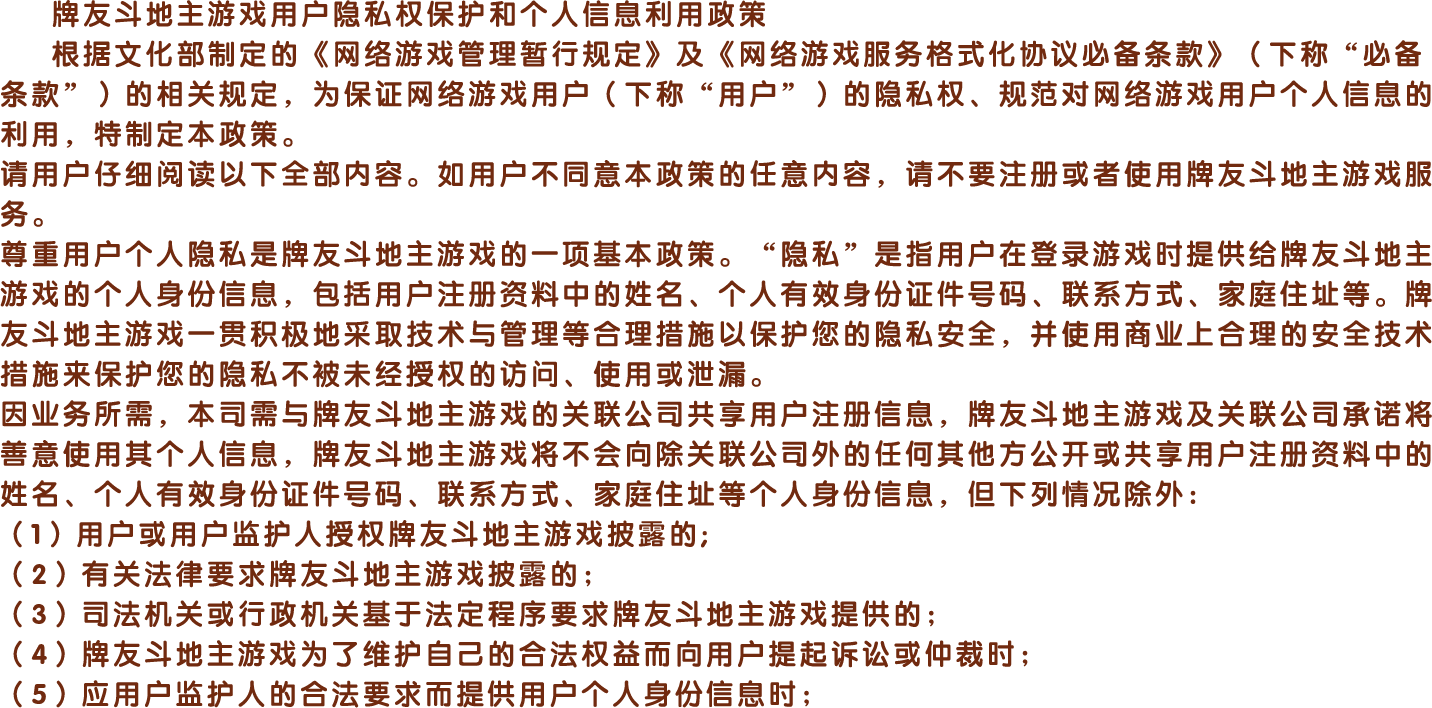 牌友斗地主游戏用户隐私权保护和个人信息利用政策
根据文化部制定的《网络游戏管理暂行规定》及《网络游戏服务格式化协议必备条款》（下称“必备
条款”）的相关规定，为保证网络游戏用户（下称“用户”）的隐私权、规范对网络游戏用户个人信息的
利用，特制定本政策。
请用户仔细阅读以下全部内容。如用户不同意本政策的任意内容，请不要注册或者使用牌友斗地主游戏服
务。
尊重用户个人隐私是牌友斗地主游戏的一项基本政策。“隐私”是指用户在登录游戏时提供给牌友斗地主
游戏的个人身份信息，包括用户注册资料中的姓名、个人有效身份证件号码、联系方式、家庭住址等。牌
友斗地主游戏一贯积极地采取技术与管理等合理措施以保护您的隐私安全，并使用商业上合理的安全技术
措施来保护您的隐私不被未经授权的访问、使用或泄漏。
因业务所需，本司需与牌友斗地主游戏的关联公司共享用户注册信息，牌友斗地主游戏及关联公司承诺将
善意使用其个人信息，牌友斗地主游戏将不会向除关联公司外的任何其他方公开或共享用户注册资料中的
姓名、个人有效身份证件号码、联系方式、家庭住址等个人身份信息，但下列情况除外：
（1）用户或用户监护人授权牌友斗地主游戏披露的；
（2）有关法律要求牌友斗地主游戏披露的；
（3）司法机关或行政机关基于法定程序要求牌友斗地主游戏提供的；
（4）牌友斗地主游戏为了维护自己的合法权益而向用户提起诉讼或仲裁时；
（5）应用户监护人的合法要求而提供用户个人身份信息时；